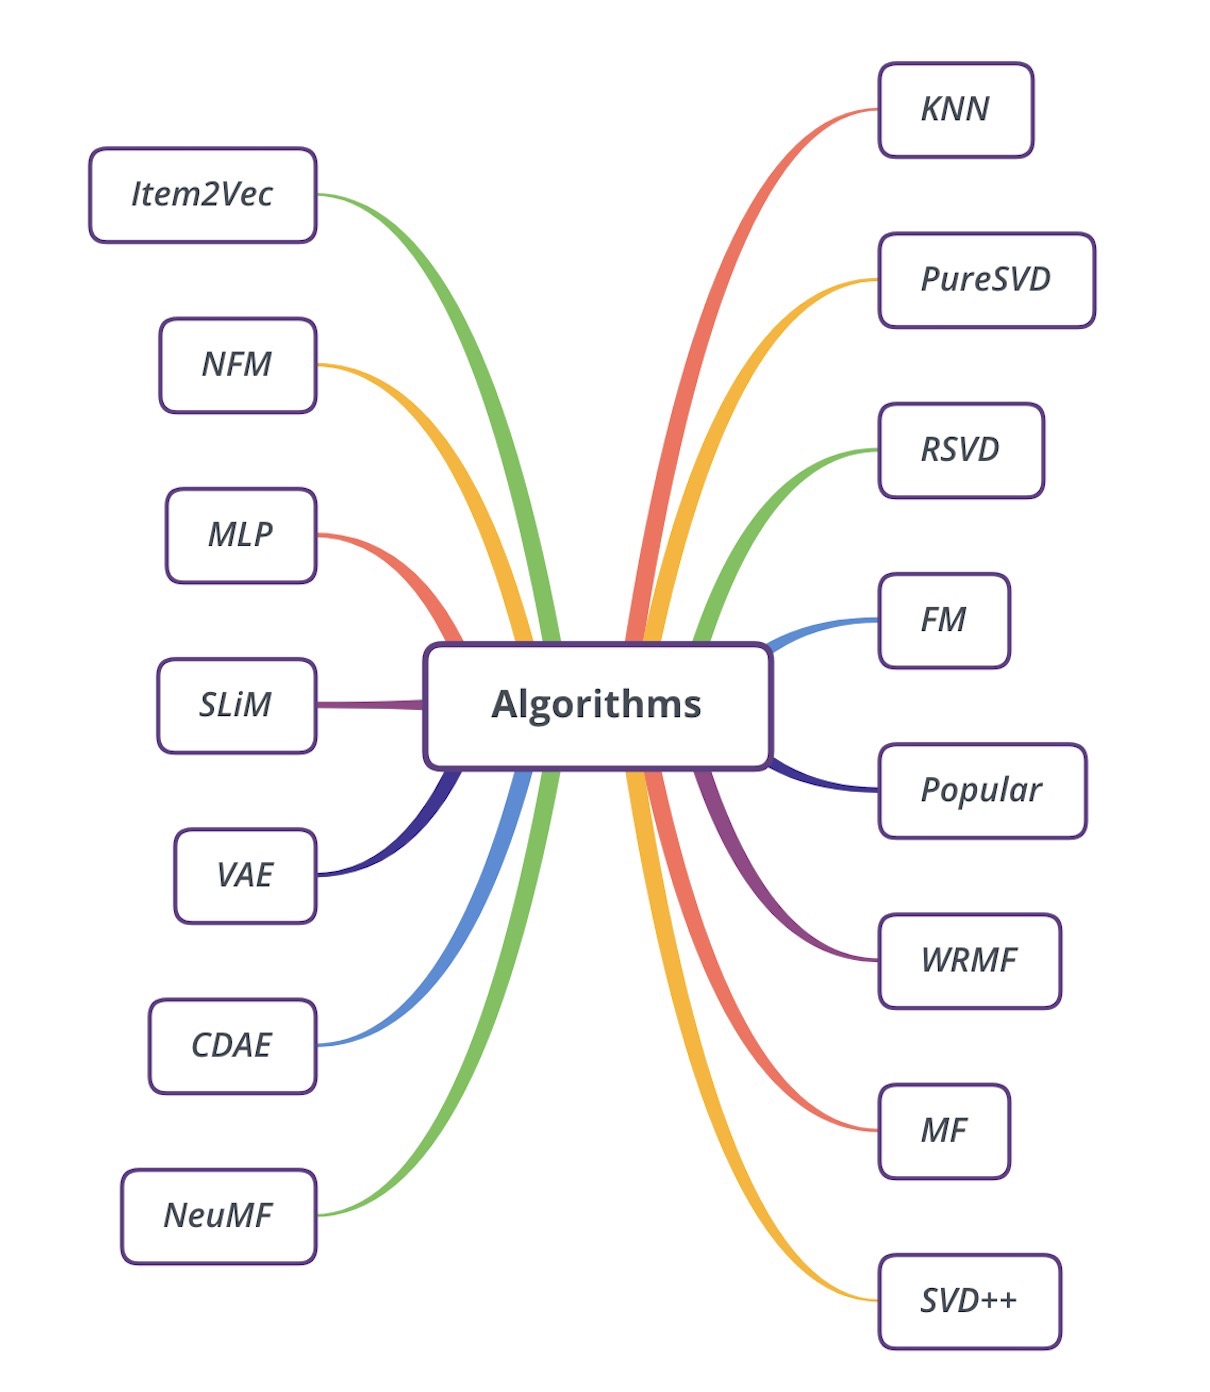 KNN
Item2Vec
PureSVD
NFM
RSVD
MLP
FM
SLiM
Algorithms
Popular
VAE
WRMF
CDAE
MF
NeuMF
SVD++